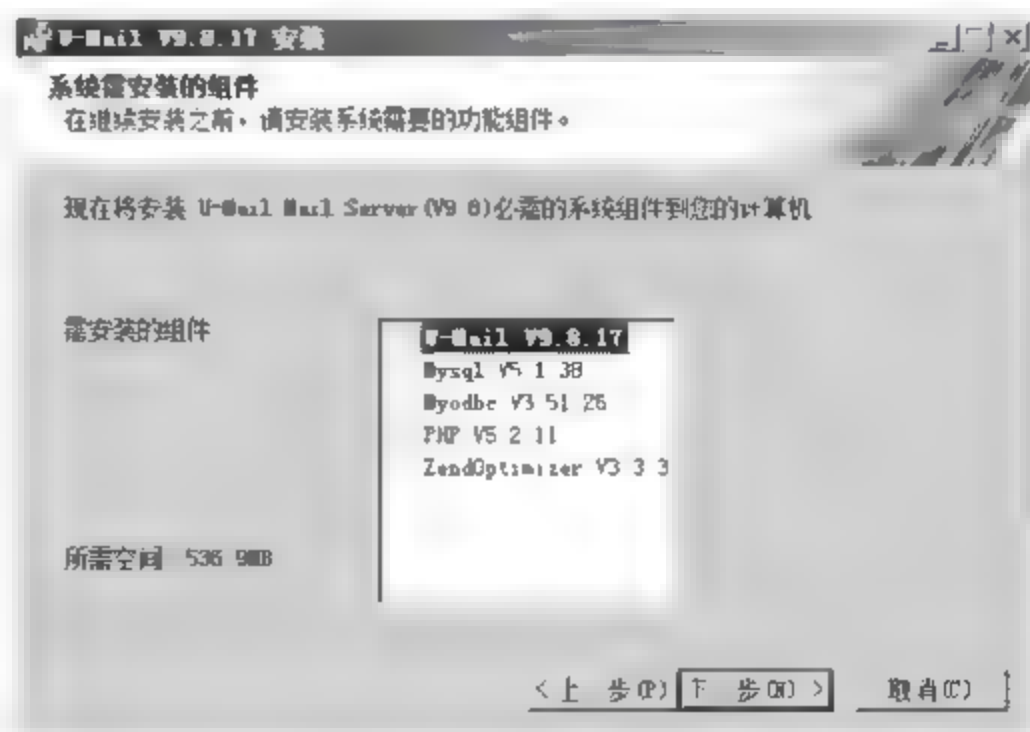 U-Mail V9.8.17 安装
系统需安装的组件
在继续安装之前，请安装系统需要的功能组件。
现在将安装 U-Mail Mail Server(V9 8)必需的系统组件到您的计算机
需安装的组件
U-Mail V9.8.17
Mysql V5 1 38
Myodbc V3 51 26
PHP V5 2 11
ZendOptimizer V3 3 3
所需空间 536 9MB
<上 步(P) 下 步(N) > 取消(C)